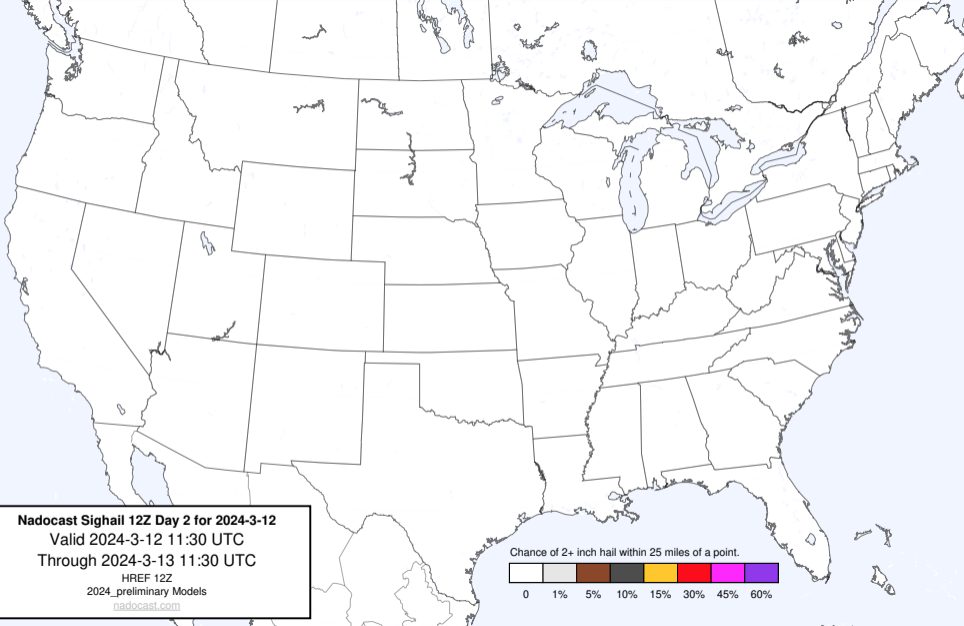 Nadocast Sighail 12Z Day 2 for 2024-3-12
Valid 2024-3-12 11:30 UTC
Through 2024-3-13 11:30 UTC
HREF 12Z
2024_preliminary Models
nadocast.com
Chance of 2+ inch hail within 25 miles of a point.
0 1% 5% 10% 15% 30% 45% 60%